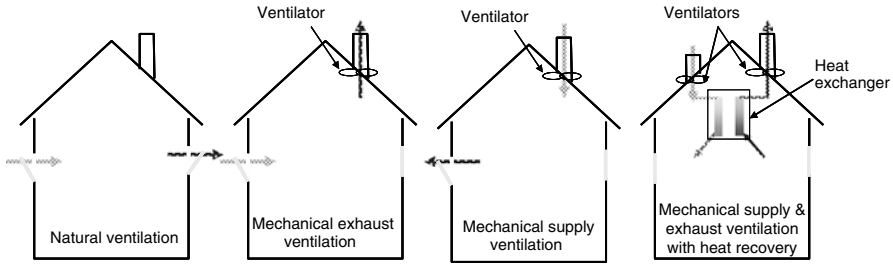 Ventilator
Ventilator
Ventilators
Heat
exchanger
Natural ventilation
Mechanical exhaust
ventilation
Mechanical supply
ventilation
Mechanical supply &
exhaust ventilation
with heat recovery